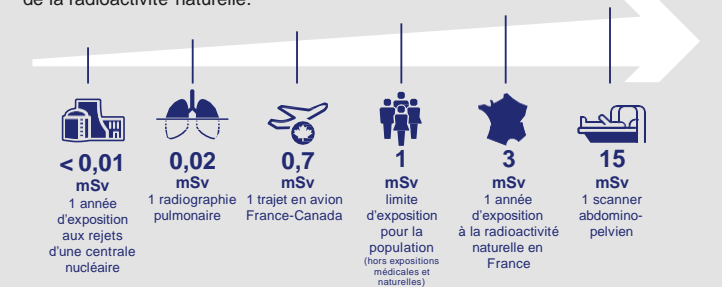 de la radioactivité naturelle.
< 0,01
mSv
1 année
d'exposition
aux rejets
d'une centrale
nucléaire
0,02
mSv
1 radiographie
pulmonaire
0,7
mSv
1 trajet en avion
France-Canada
1
mSv
limite
d'exposition
pour la
population
(hors expositions
médicales et
naturelles)
3
mSv
1 année
d'exposition
à la radioactivité
naturelle en
France
15
mSv
1 scanner
abdomino-
pelvien